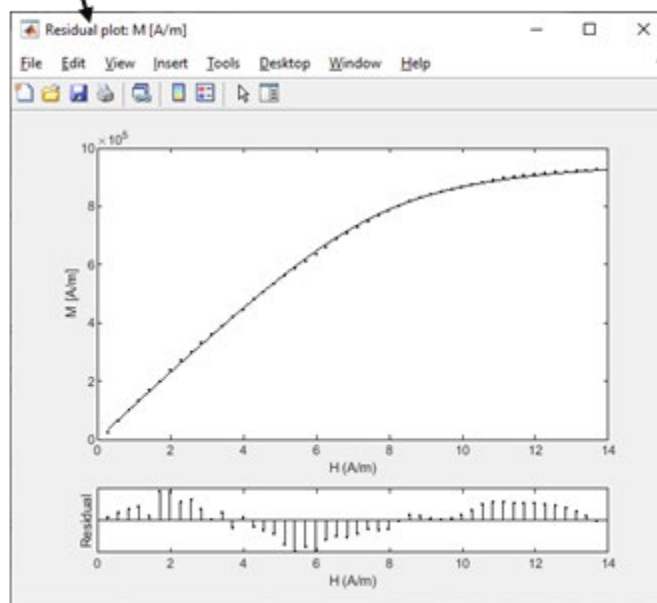 Residual plot: M [A/m]
File Edit View Insert Tools Desktop Window Help
×10⁵
10
8
6
4
2
0
M [A/m]
0 2 4 6 8 10 12 14
H (A/m)
Residual
0 2 4 6 8 10 12 14
H (A/m)